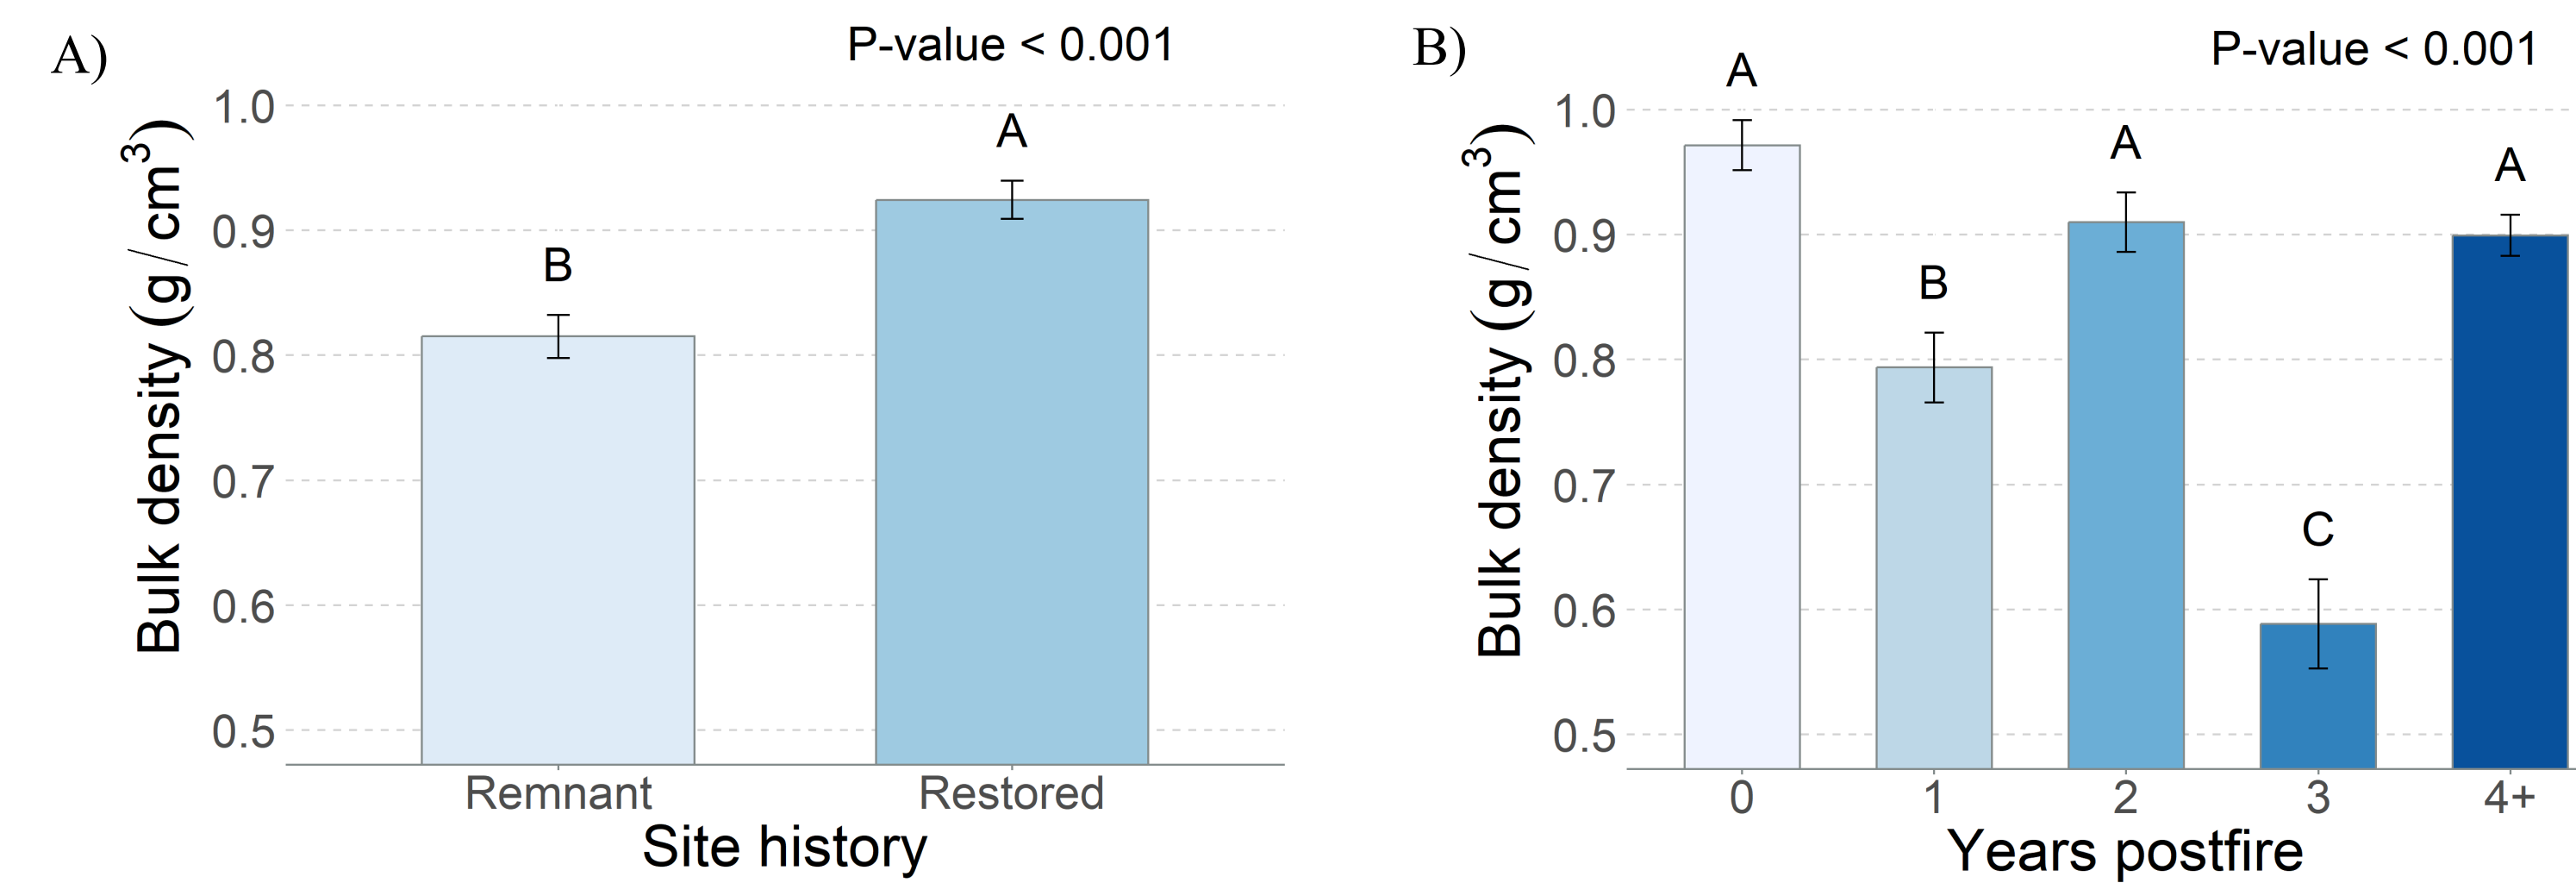 A)
P-value < 0.001
Bulk density (g / cm³)
1.0
0.9
0.8
0.7
0.6
0.5
B
A
Remnant
Restored
Site history
B)
P-value < 0.001
Bulk density (g / cm³)
1.0
0.9
0.8
0.7
0.6
0.5
A
B
A
C
A
0
1
2
3
4+
Years postfire